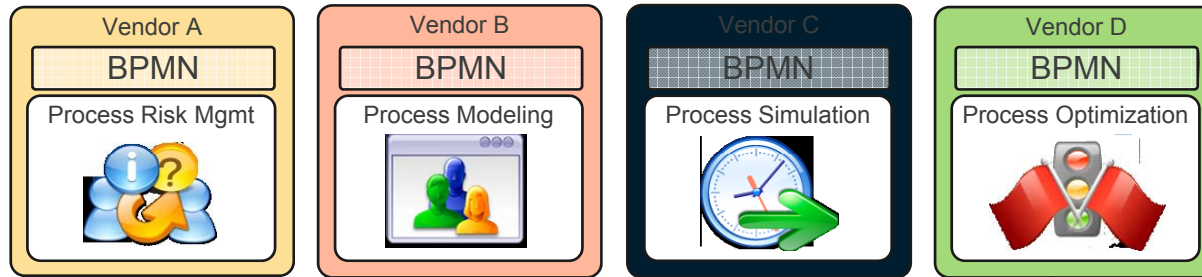 Vendor A
BPMN
Process Risk Mgmt
i
?
Vendor B
BPMN
Process Modeling
Vendor C
BPMN
Process Simulation
Vendor D
BPMN
Process Optimization